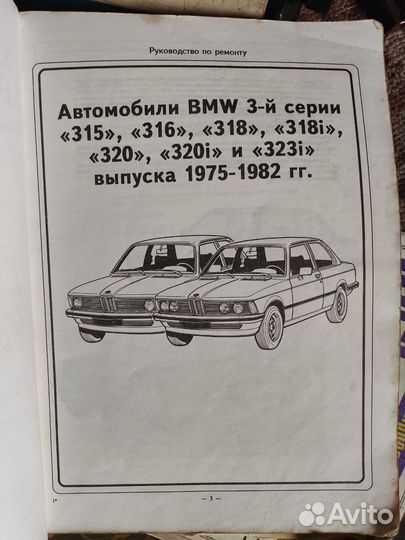 Руководство по ремонту
Автомобили BMW 3-й серии
«315», «316», «318», «318i»,
«320», «320i» и «323i»
выпуска 1975-1982 гг.
— 3 —
1*
Avito